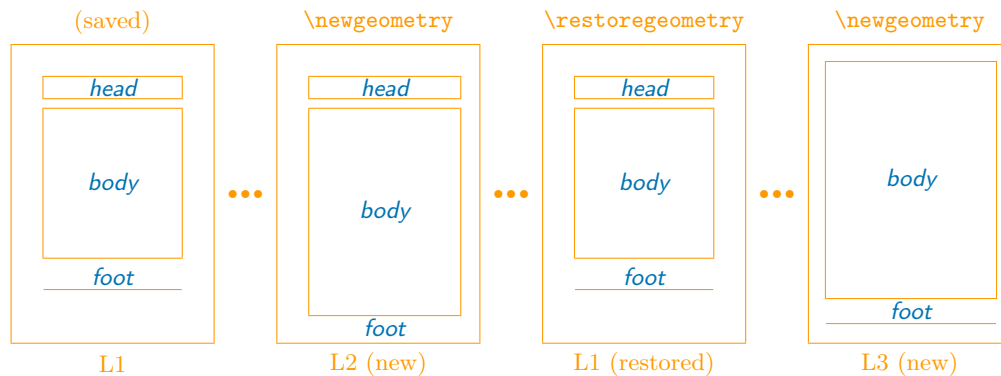 (saved)
\newgeometry
\restoregeometry
\newgeometry
head
body
foot
L1
head
body
foot
L2 (new)
head
body
foot
L1 (restored)
body
foot
L3 (new)